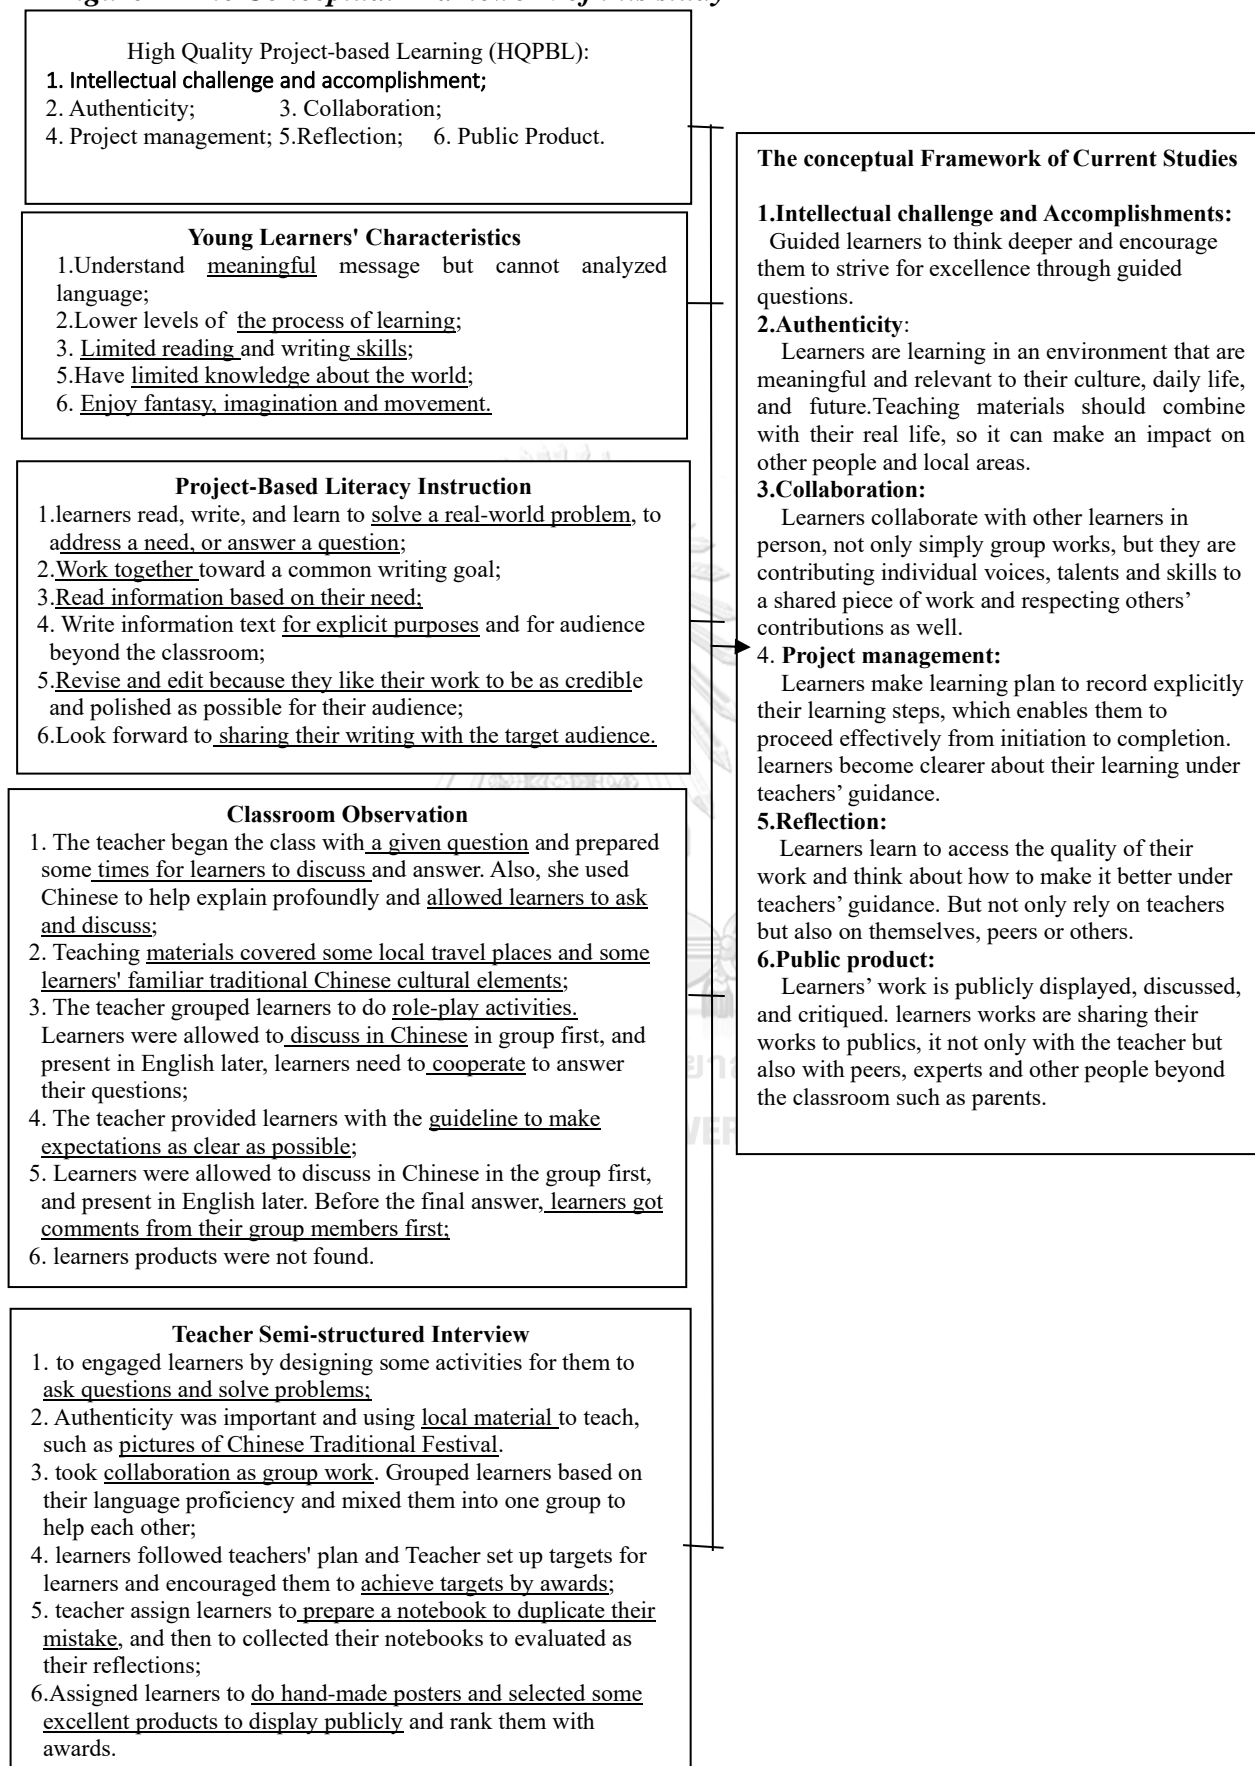 High Quality Project-based Learning (HQPBL):
1. Intellectual challenge and accomplishment;
2. Authenticity; 3. Collaboration;
4. Project management; 5.Reflection; 6. Public Product.
Young Learners' Characteristics
1.Understand meaningful message but cannot analyzed
language;
2.Lower levels of the process of learning;
3. Limited reading and writing skills;
5.Have limited knowledge about the world;
6. Enjoy fantasy, imagination and movement.
Project-Based Literacy Instruction
1.learners read, write, and learn to solve a real-world problem, to
address a need, or answer a question;
2.Work together toward a common writing goal;
3.Read information based on their need;
4. Write information text for explicit purposes and for audience
beyond the classroom;
5.Revise and edit because they like their work to be as credible
and polished as possible for their audience;
6.Look forward to sharing their writing with the target audience.
Classroom Observation
1. The teacher began the class with a given question and prepared
some times for learners to discuss and answer. Also, she used
Chinese to help explain profoundly and allowed learners to ask
and discuss;
2. Teaching materials covered some local travel places and some
learners' familiar traditional Chinese cultural elements;
3. The teacher grouped learners to do role-play activities.
Learners were allowed to discuss in Chinese in group first, and
present in English later, learners need to cooperate to answer
their questions;
4. The teacher provided learners with the guideline to make
expectations as clear as possible;
5. Learners were allowed to discuss in Chinese in the group first,
and present in English later. Before the final answer, learners got
comments from their group members first;
6. learners products were not found.
Teacher Semi-structured Interview
1. to engaged learners by designing some activities for them to
ask questions and solve problems;
2. Authenticity was important and using local material to teach,
such as pictures of Chinese Traditional Festival.
3. took collaboration as group work. Grouped learners based on
their language proficiency and mixed them into one group to
help each other;
4. learners followed teachers' plan and Teacher set up targets for
learners and encouraged them to achieve targets by awards;
5. teacher assign learners to prepare a notebook to duplicate their
mistake, and then to collected their notebooks to evaluated as
their reflections;
6.Assigned learners to do hand-made posters and selected some
excellent products to display publicly and rank them with
awards.
The conceptual Framework of Current Studies
1.Intellectual challenge and Accomplishments:
Guided learners to think deeper and encourage
them to strive for excellence through guided
questions.
2.Authenticity:
Learners are learning in an environment that are
meaningful and relevant to their culture, daily life,
and future.Teaching materials should combine
with their real life, so it can make an impact on
other people and local areas.
3.Collaboration:
Learners collaborate with other learners in
person, not only simply group works, but they are
contributing individual voices, talents and skills to
a shared piece of work and respecting others'
contributions as well.
4. Project management:
Learners make learning plan to record explicitly
their learning steps, which enables them to
proceed effectively from initiation to completion.
learners become clearer about their learning under
teachers' guidance.
5.Reflection:
Learners learn to access the quality of their
work and think about how to make it better under
teachers' guidance. But not only rely on teachers
but also on themselves, peers or others.
6.Public product:
Learners' work is publicly displayed, discussed,
and critiqued. learners works are sharing their
works to publics, it not only with the teacher but
also with peers, experts and other people beyond
the classroom such as parents.